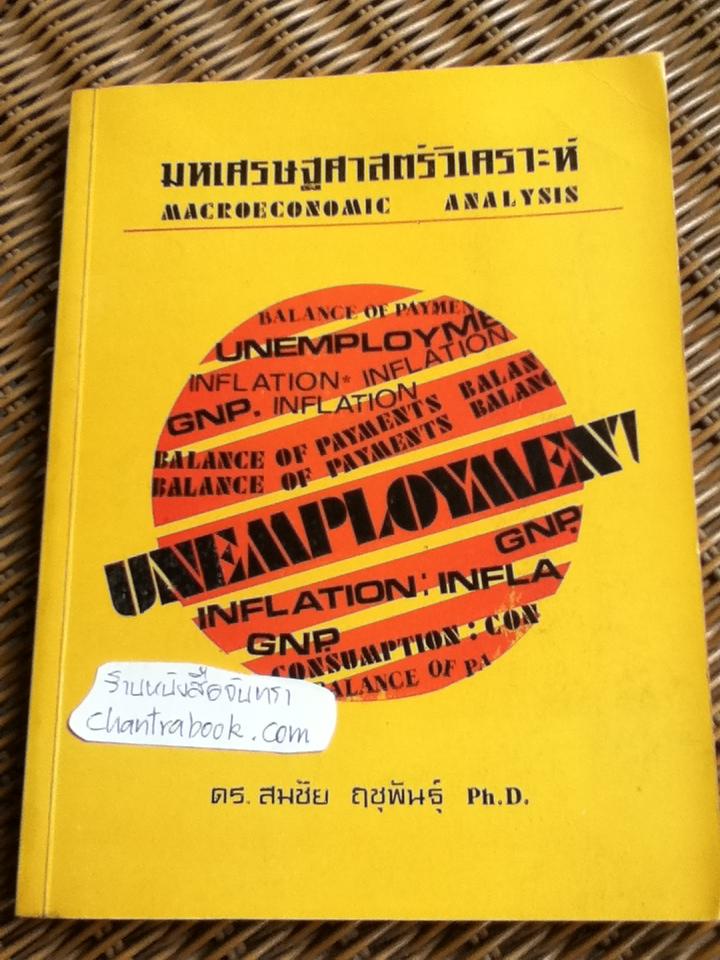 มหเศรษฐศาสตร์วิเคราะห์
MACROECONOMIC ANALYSIS
BALANCE OF PAYMEN
UNEMPLOYME
INFLATION* INFLATION
GNP. INFLATION
BALANCE OF PAYMENTS BALAN
BALANCE OF PAYMENTS BALANC
UNEMPLOYMENT
GNP.
INFLATION: INFLA
GNP.
CONSUMPTION: CON
BALANCE OF PA
ร้านหนังสือจันทรา
chantrabook.com
ดร. สมชัย ฤชุพันธุ์ Ph.D.